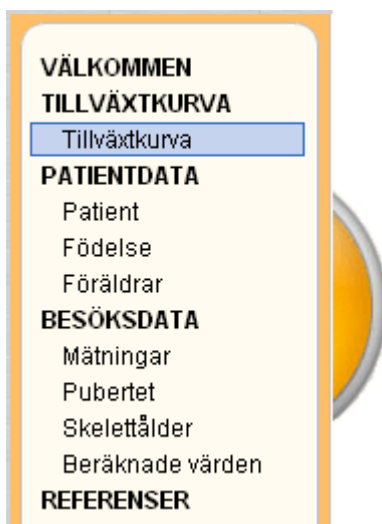 VÄLKOMMEN
TILLVÄXTKURVA
Tillväxtkurva
PATIENTDATA
Patient
Födelse
Föräldrar
BESÖKSDATA
Mätningar
Pubertet
Skelettålder
Beräknade värden
REFERENSER